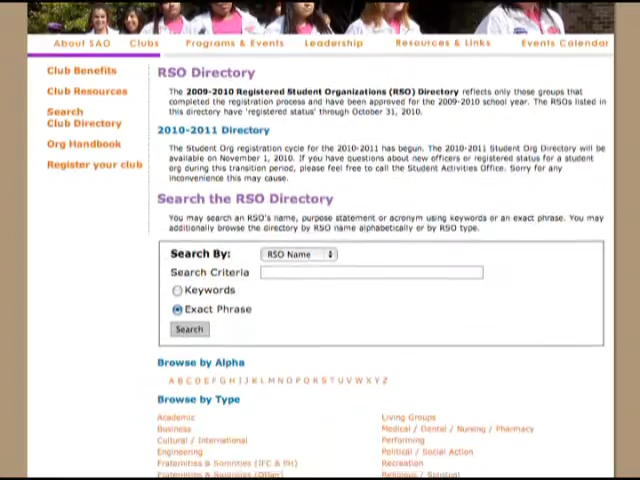 About SAO Clubs Programs & Events Leadership Resources & Links Events Calendar
Club Benefits
Club Resources
Search
Club Directory
Org Handbook
Register your club
RSO Directory
The 2009-2010 Registered Student Organizations (RSO) Directory reflects only those groups that
completed the registration process and have been approved for the 2009-2010 school year. The RSOs listed in
this directory have 'registered status' through October 31, 2010.
2010-2011 Directory
The Student Org registration cycle for the 2010-2011 has begun. The 2010-2011 Student Org Directory will be
available on November 1, 2010. If you have questions about new officers or registered status for a student
org during this transition period, please feel free to call the Student Activities Office. Sorry for any
inconvenience this may cause.
Search the RSO Directory
You may search an RSO's name, purpose statement or acronym using keywords or an exact phrase. You may
additionally browse the directory by RSO name alphabetically or by RSO type.
Search By: RSO Name
Search Criteria
Keywords
Exact Phrase
Search
Browse by Alpha
A B C D E F G H I J K L M N O P Q R S T U V W X Y Z
Browse by Type
Academic
Business
Cultural / International
Engineering
Fraternities & Sororities (IFC & PH)
Fraternities & Sororities (Other)
Living Groups
Medical / Dental / Nursing / Pharmacy
Performing
Political / Social Action
Recreation
Religious / Spiritual